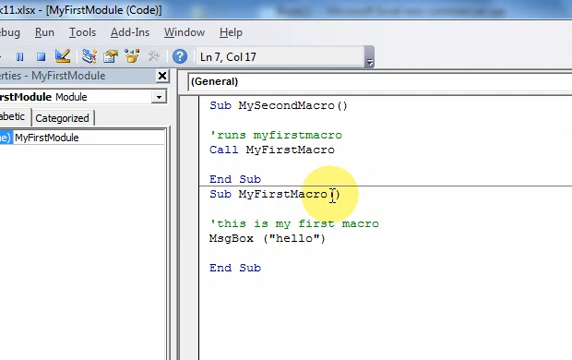 k11.xlsx - [MyFirstModule (Code)]
ebug Run Tools Add-Ins Window Help
Ln 7, Col 17
erties - MyFirstModule
rstModule Module
abetic Categorized
e) MyFirstModule
(General)
Sub MySecondMacro()
'runs myfirstmacro
Call MyFirstMacro
End Sub
Sub MyFirstMacro()
'this is my first macro
MsgBox ("hello")
End Sub